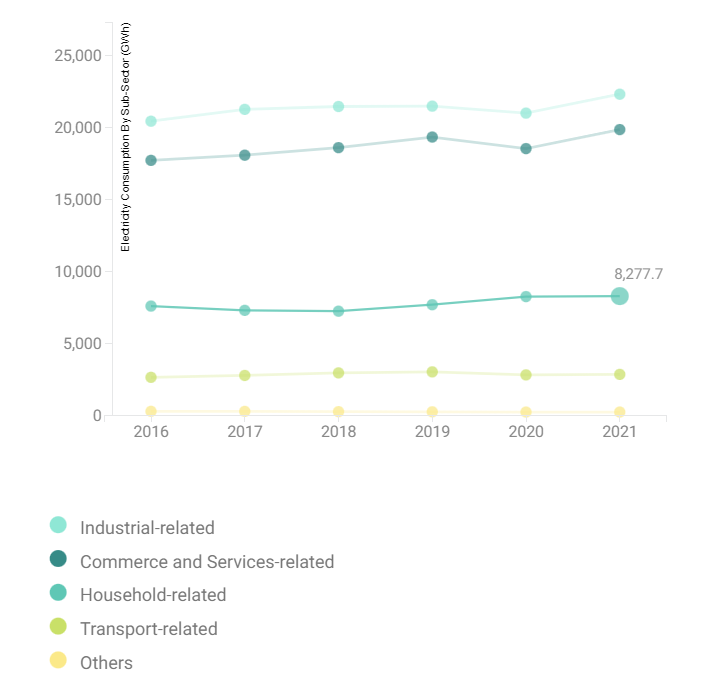 Electricity Consumption By Sub-Sector (GWh)
25,000
20,000
15,000
10,000
5,000
0
8,277.7
2016 2017 2018 2019 2020 2021
Industrial-related
Commerce and Services-related
Household-related
Transport-related
Others